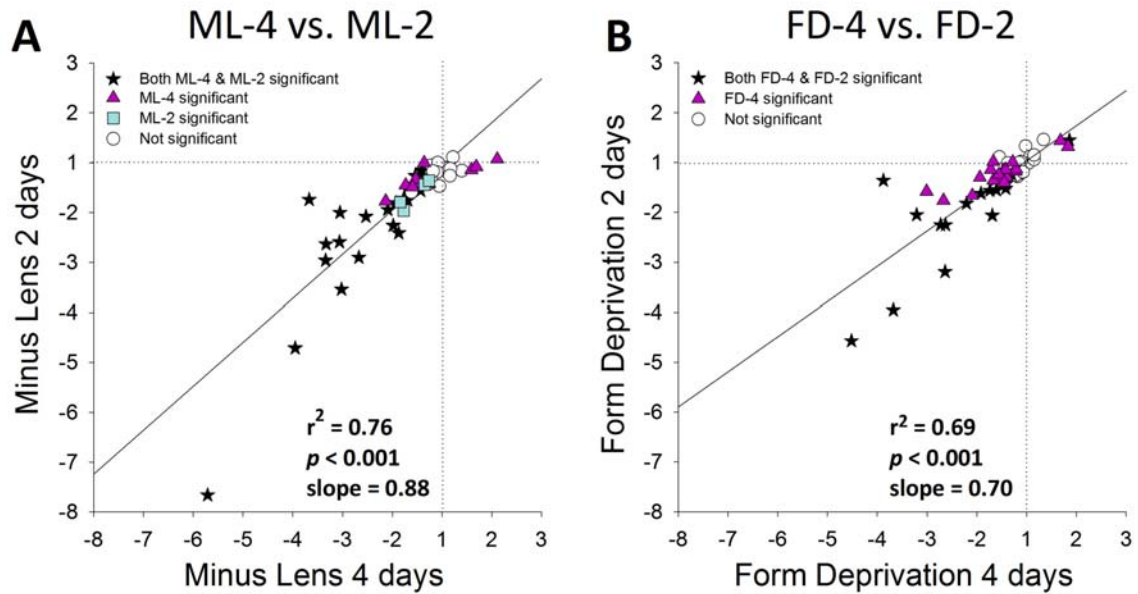 A
ML-4 vs. ML-2
Both ML-4 & ML-2 significant
ML-4 significant
ML-2 significant
Not significant
3
2
1
-1
-2
-3
-4
-5
-6
-7
-8
Minus Lens 2 days
r² = 0.76
p < 0.001
slope = 0.88
-8 -7 -6 -5 -4 -3 -2 -1 1 2 3
Minus Lens 4 days
B
FD-4 vs. FD-2
Both FD-4 & FD-2 significant
FD-4 significant
Not significant
3
2
1
-1
-2
-3
-4
-5
-6
-7
-8
Form Deprivation 2 days
r² = 0.69
p < 0.001
slope = 0.70
-8 -7 -6 -5 -4 -3 -2 -1 1 2 3
Form Deprivation 4 days